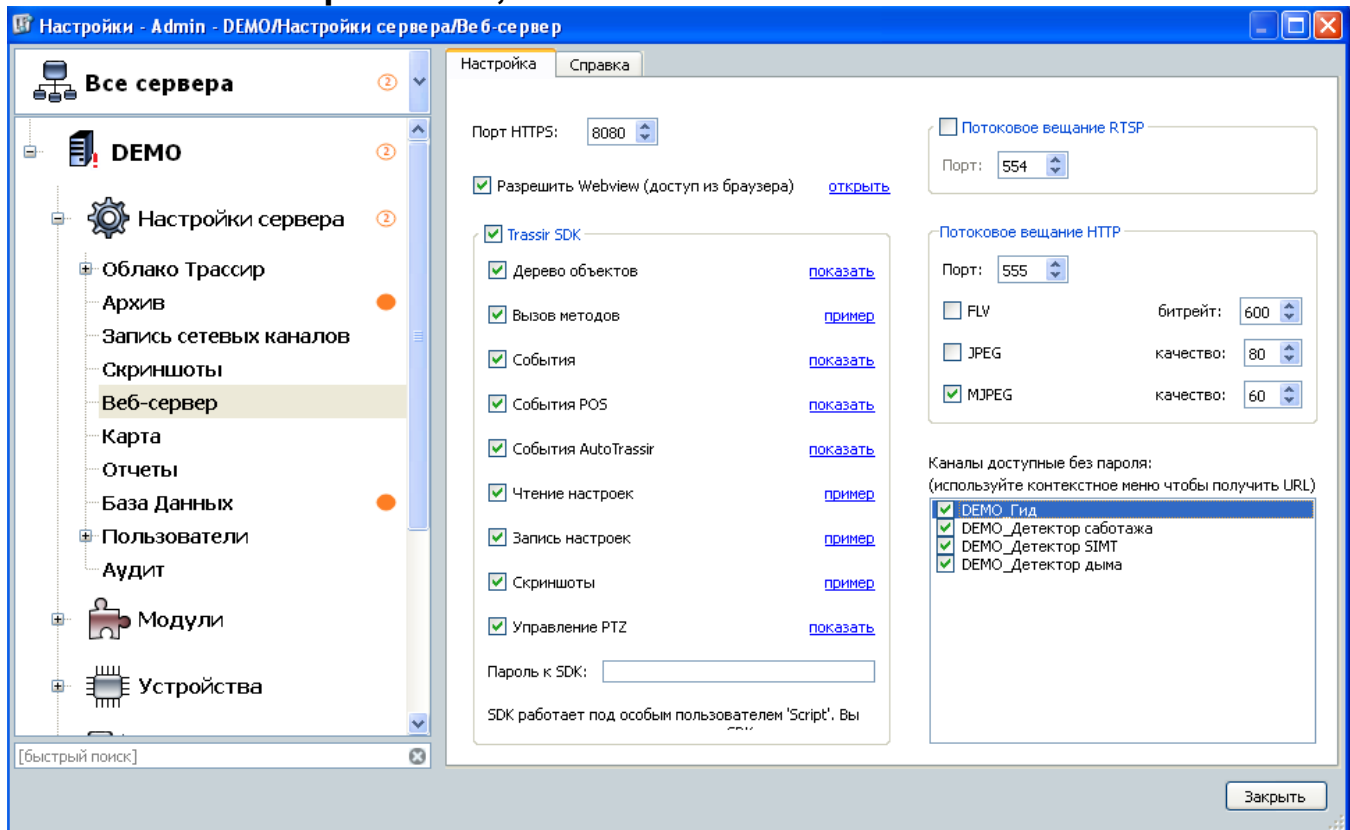 Настройки - Admin - DEMO/Настройки сервера/Веб-сервер
Все сервера 2
DEMO 2
Настройки сервера 2
Облако Трассир
Архив
Запись сетевых каналов
Скриншоты
Веб-сервер
Карта
Отчеты
База Данных
Пользователи
Аудит
Модули
Устройства
[быстрый поиск]
Настройка Справка
Порт HTTPS: 8080
Разрешить Webview (доступ из браузера) открыть
Trassir SDK
Дерево объектов показать
Вызов методов пример
События показать
События POS показать
События AutoTrassir показать
Чтение настроек пример
Запись настроек пример
Скриншоты пример
Управление PTZ показать
Пароль к SDK:
SDK работает под особым пользователем 'Script'. Вы
Потоковое вещание RTSP
Порт: 554
Потоковое вещание HTTP
Порт: 555
FLV битрейт: 600
JPEG качество: 80
MJPEG качество: 60
Каналы доступные без пароля:
(используйте контекстное меню чтобы получить URL)
DEMO_Гид
DEMO_Детектор саботажа
DEMO_Детектор SIMT
DEMO_Детектор дыма
Закрыть